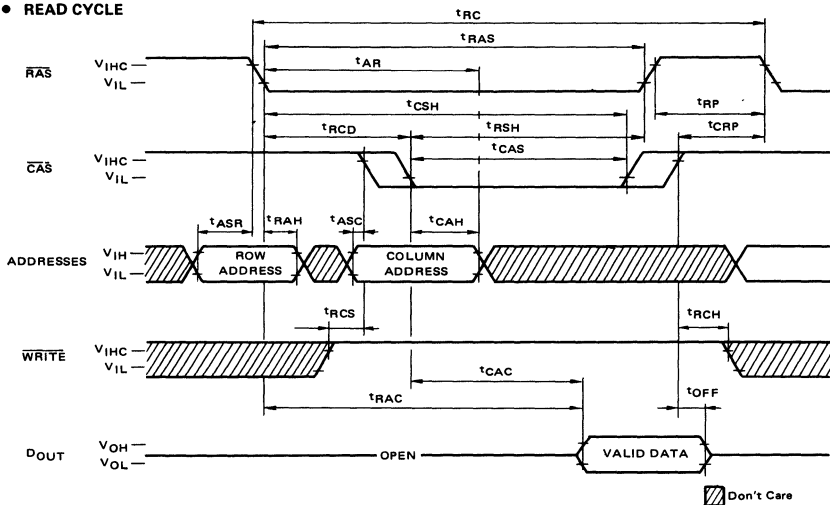 • READ CYCLE
tRC
tRAS
tAR
RAS
VIHC
VIL
tCSH
tRP
tRCD
tRSH
tCRP
tCAS
CAS
VIHC
VIL
tASR
tRAH
tASC
tCAH
ADDRESSES
VIH
VIL
ROW
ADDRESS
COLUMN
ADDRESS
tRCS
tRCH
WRITE
VIHC
VIL
tCAC
tOFF
tRAC
DOUT
VOH
VOL
OPEN
VALID DATA
Don't Care